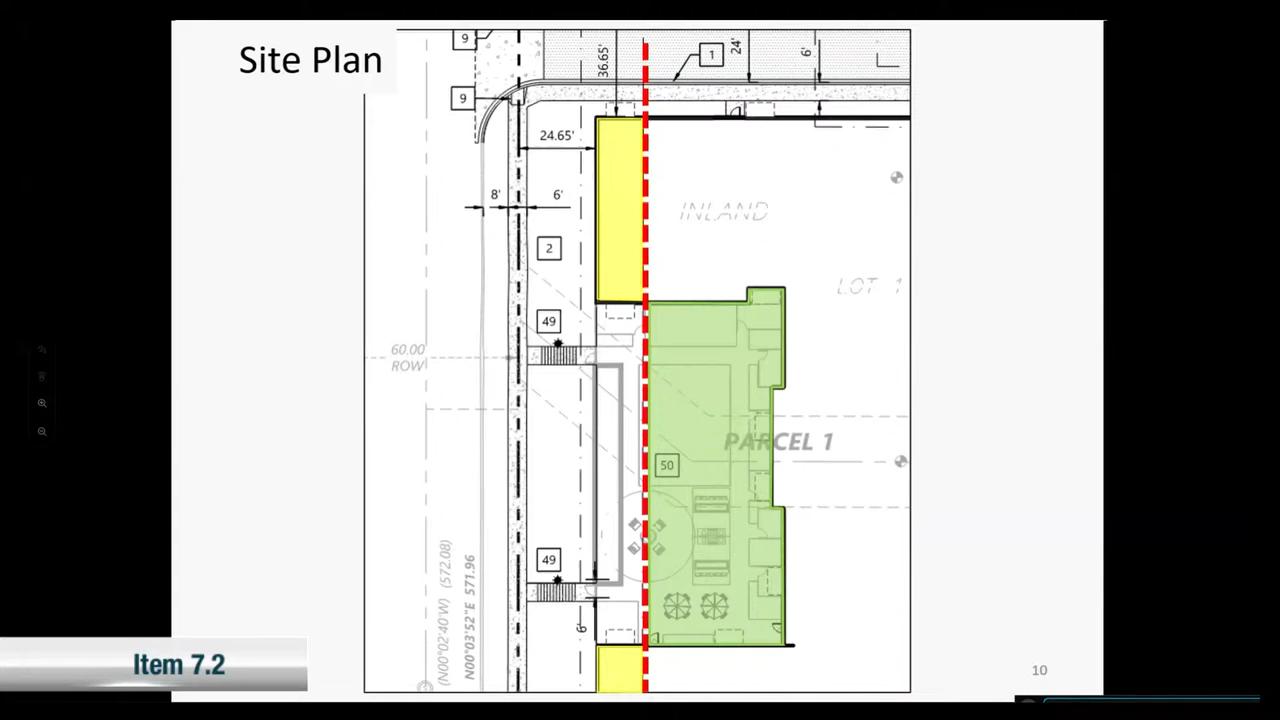 Site Plan
9
36.65'
1
24'
6'
9
24.65'
8'
6'
INLAND
2
LOT 1
49
60.00
ROW
PARCEL 1
50
49
(N00°02'40"W) (572.08)
N00°03'52"E 571.96
6'
Item 7.2
10